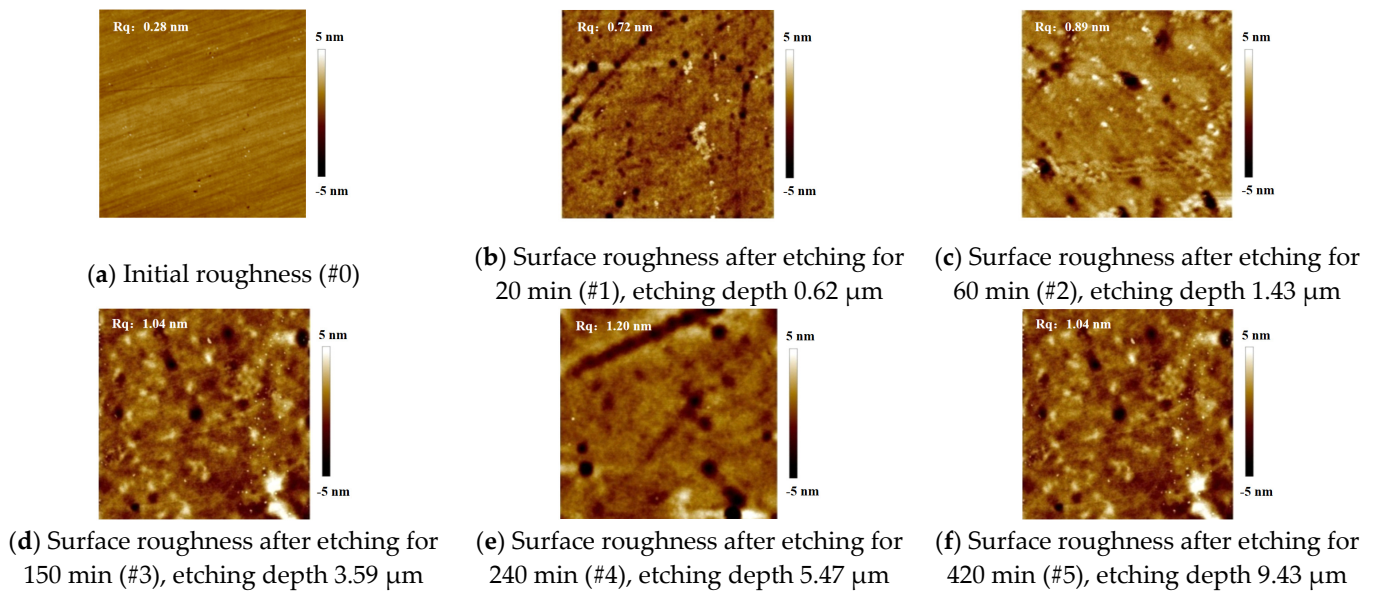 Rq: 0.28 nm
5 nm
-5 nm
Rq: 0.72 nm
5 nm
-5 nm
Rq: 0.89 nm
5 nm
-5 nm
(a) Initial roughness (#0)
(b) Surface roughness after etching for
20 min (#1), etching depth 0.62 µm
(c) Surface roughness after etching for
60 min (#2), etching depth 1.43 µm
Rq: 1.04 nm
5 nm
-5 nm
Rq: 1.20 nm
5 nm
-5 nm
Rq: 1.04 nm
5 nm
-5 nm
(d) Surface roughness after etching for
150 min (#3), etching depth 3.59 µm
(e) Surface roughness after etching for
240 min (#4), etching depth 5.47 µm
(f) Surface roughness after etching for
420 min (#5), etching depth 9.43 µm